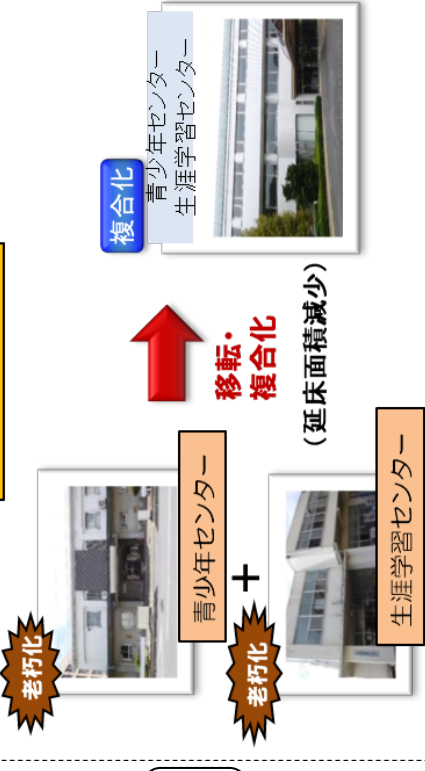 老朽化
青少年センター
＋
老朽化
生涯学習センター
移転・
複合化
（延床面積減少）
複合化
青少年センター
生涯学習センター